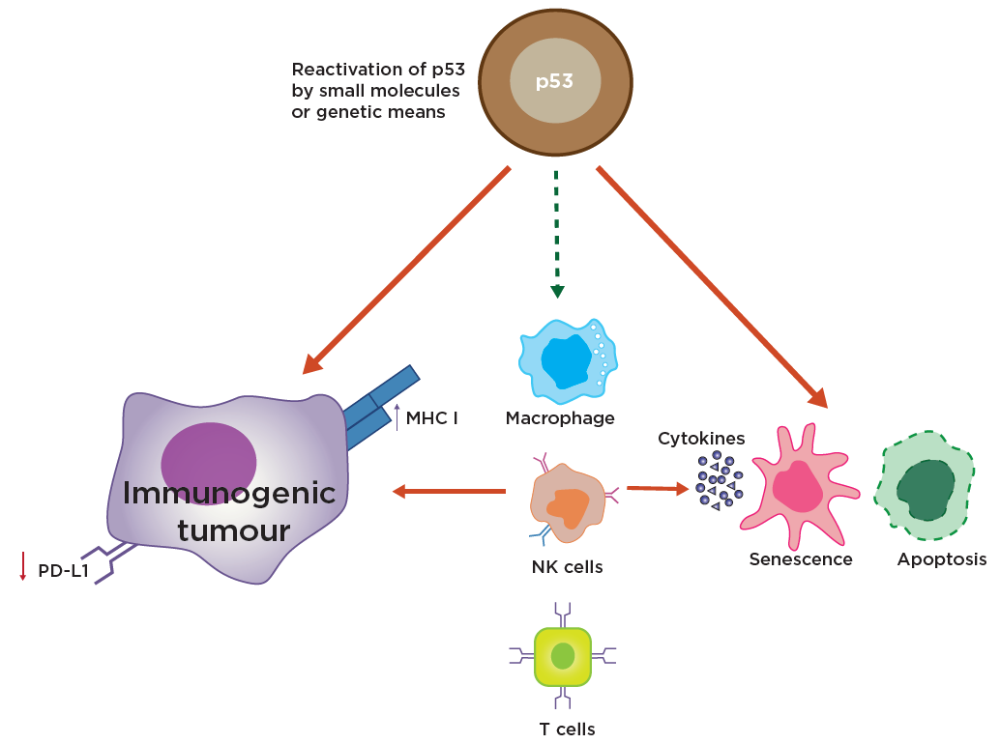 p53
Reactivation of p53
by small molecules
or genetic means
MHC I
Macrophage
Cytokines
Immunogenic
tumour
PD-L1
NK cells
Senescence
Apoptosis
T cells